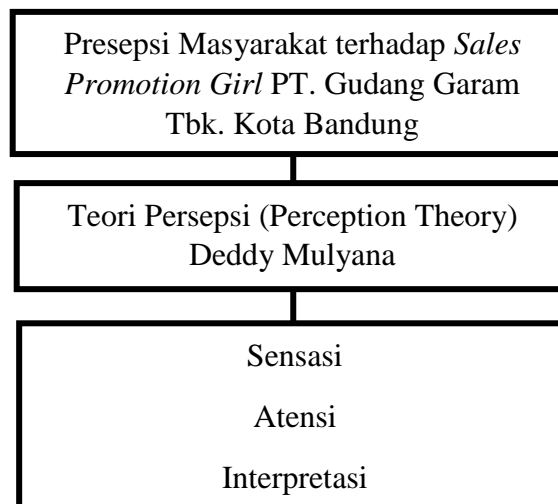 Presepsi Masyarakat terhadap Sales
Promotion Girl PT. Gudang Garam
Tbk. Kota Bandung
Teori Persepsi (Perception Theory)
Deddy Mulyana
Sensasi
Atensi
Interpretasi